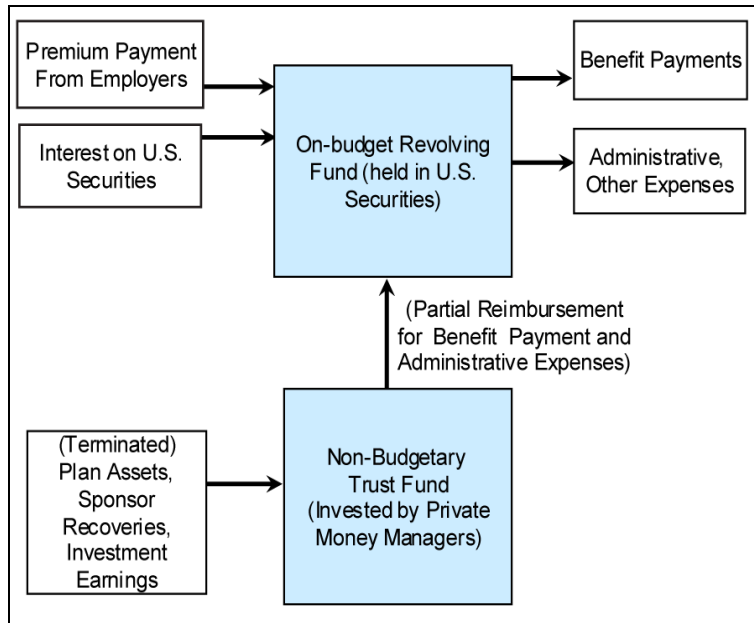 Premium Payment
From Employers
Interest on U.S.
Securities
On-budget Revolving
Fund (held in U.S.
Securities)
Benefit Payments
Administrative,
Other Expenses
(Partial Reimbursement
for Benefit Payment and
Administrative Expenses)
(Terminated)
Plan Assets,
Sponsor
Recoveries,
Investment
Earnings
Non-Budgetary
Trust Fund
(Invested by Private
Money Managers)